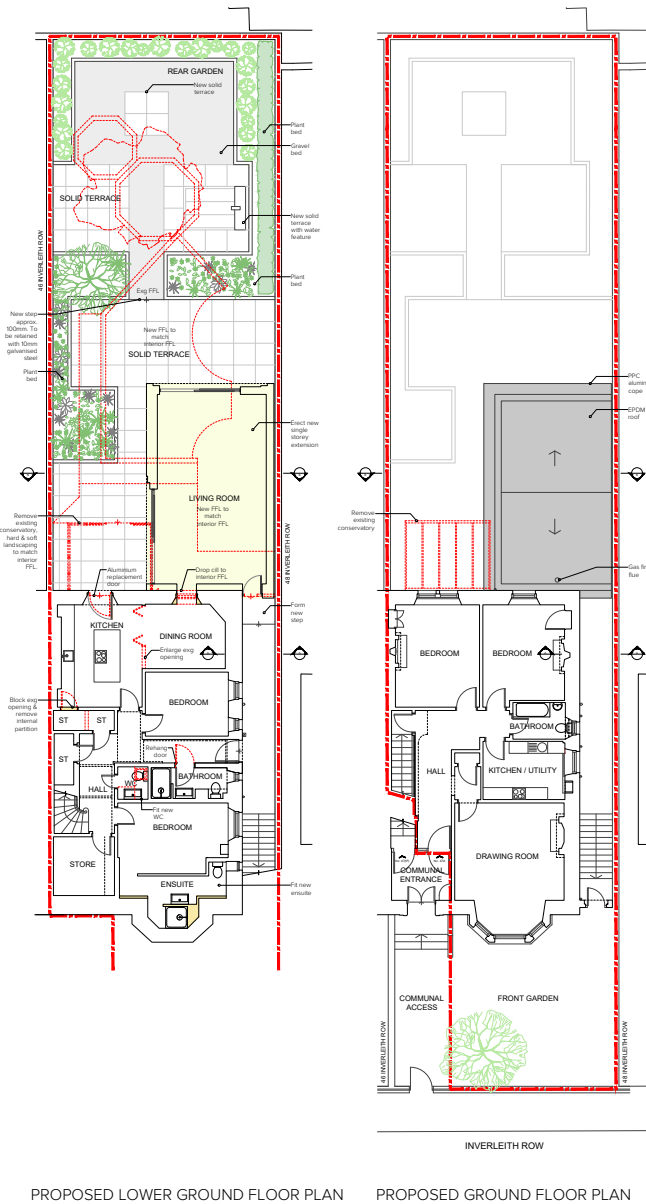 REAR GARDEN
New solid
terrace
Plant
bed
Gravel
bed
SOLID TERRACE
New solid
terrace
with water
feature
46 INVERLEITH ROW
Plant
bed
Exg FFL
New step
approx.
100mm. To
be retained
with 10mm
galvanised
steel
New FFL to
match
interior FFL
SOLID TERRACE
Plant
bed
Erect new
single
storey
extension
LIVING ROOM
New FFL to
match
interior FFL
Remove
existing
conservatory,
hard & soft
landscaping
to match
interior
FFL.
48 INVERLEITH ROW
Aluminium
replacement
door
Drop cill to
interior FFL
Form
new
step
KITCHEN
DINING ROOM
Enlarge exg
opening
Block exg
opening &
remove
internal
partition
BEDROOM
ST
ST
ST
Rehang
door
WC
BATHROOM
HALL
Fit new
WC
BEDROOM
STORE
ENSUITE
Fit new
ensuite
PROPOSED LOWER GROUND FLOOR PLAN
PPC
alumin
cope
EPDM
roof
Remove
existing
conservatory
Gas fi
flue
BEDROOM
BEDROOM
BATHROOM
HALL
KITCHEN / UTILITY
DRAWING ROOM
COMMUNAL
ENTRANCE
COMMUNAL
ACCESS
FRONT GARDEN
46 INVERLEITH ROW
48 INVERLEITH ROW
INVERLEITH ROW
PROPOSED GROUND FLOOR PLAN